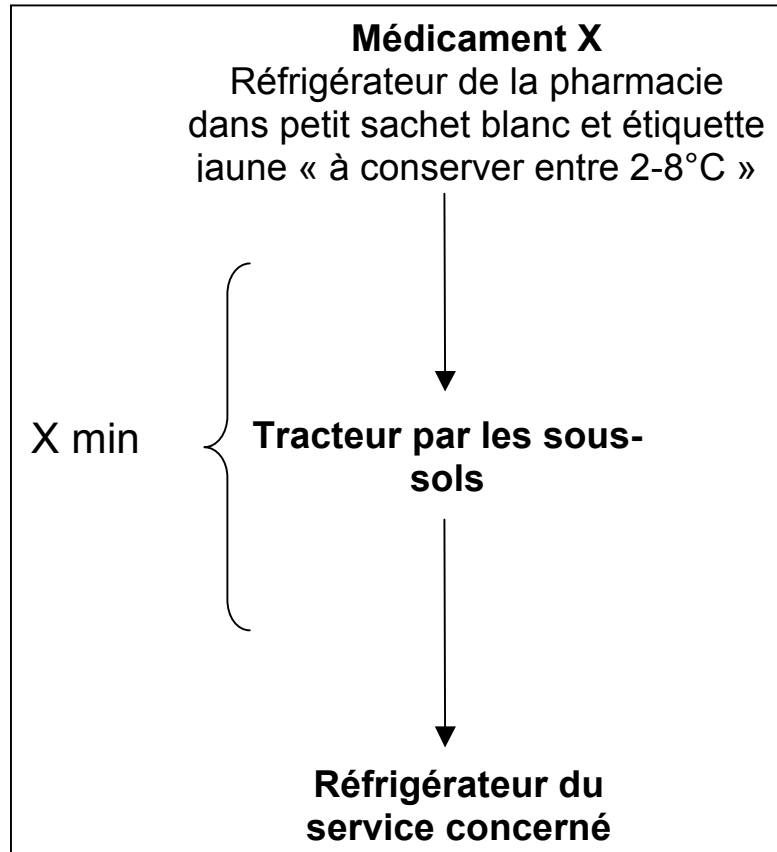 Médicament X
Réfrigérateur de la pharmacie
dans petit sachet blanc et étiquette
jaune « à conserver entre 2-8°C »
X min
Tracteur par les sous-
sols
Réfrigérateur du
service concerné